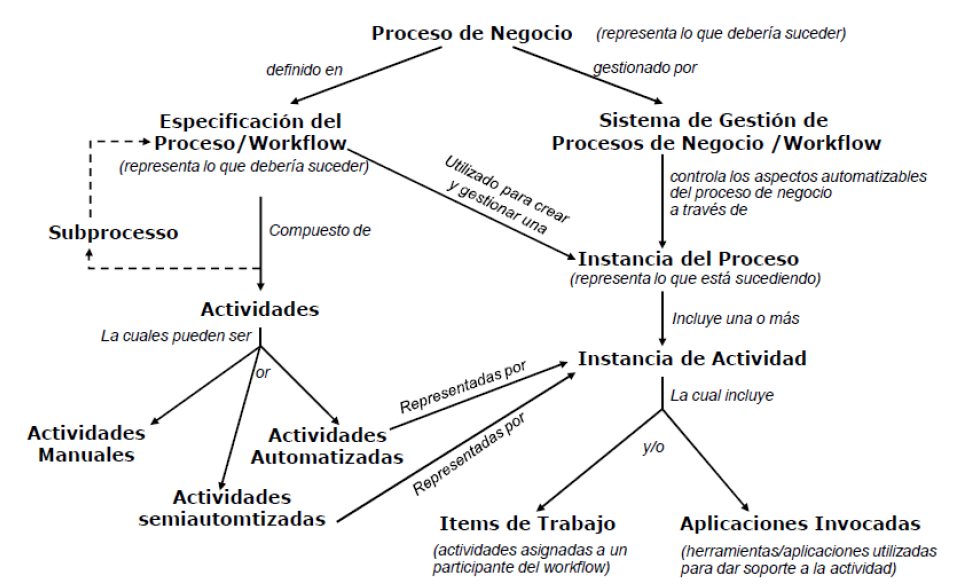 Proceso de Negocio (representa lo que debería suceder)
definido en
gestionado por
Especificación del
Proceso/Workflow
(representa lo que debería suceder)
Sistema de Gestión de
Procesos de Negocio /Workflow
Utilizado para crear
y gestionar una
controla los aspectos automatizables
del proceso de negocio
a través de
Subprocesso
Compuesto de
Instancia del Proceso
(representa lo que está sucediendo)
Actividades
Incluye una o más
La cuales pueden ser
Instancia de Actividad
or
Representadas por
La cual incluye
Actividades
Manuales
Actividades
Automatizadas
Representadas por
y/o
Actividades
semiautomtizadas
Items de Trabajo
(actividades asignadas a un
participante del workflow)
Aplicaciones Invocadas
(herramientas/aplicaciones utilizadas
para dar soporte a la actividad)